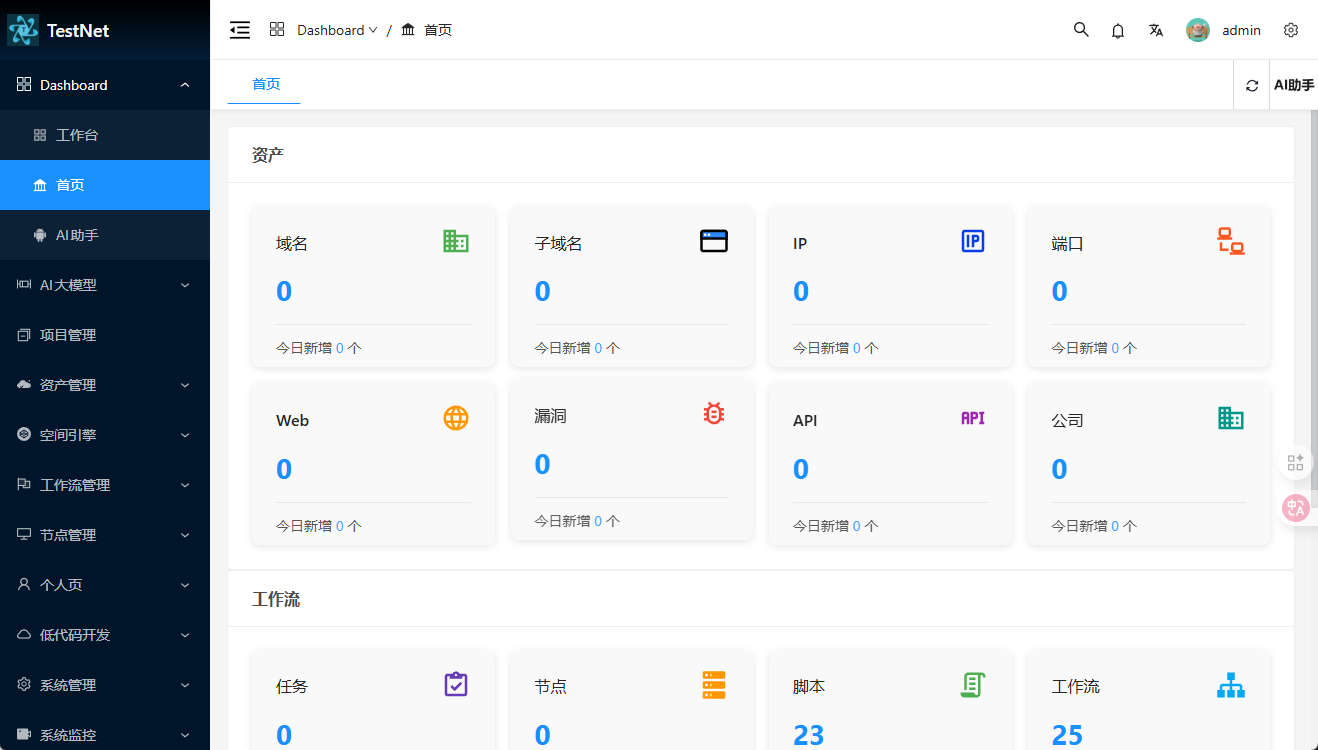 TestNet
Dashboard / 首页
admin
Dashboard
工作台
首页
AI助手
AI大模型
项目管理
资产管理
空间引擎
工作流管理
节点管理
个人页
低代码开发
系统管理
系统监控
首页
AI助手
资产
域名
0
今日新增 0 个
子域名
0
今日新增 0 个
IP
IP
0
今日新增 0 个
端口
0
今日新增 0 个
Web
0
今日新增 0 个
漏洞
0
今日新增 0 个
API
API
0
今日新增 0 个
公司
0
今日新增 0 个
工作流
任务
0
节点
0
脚本
23
工作流
25